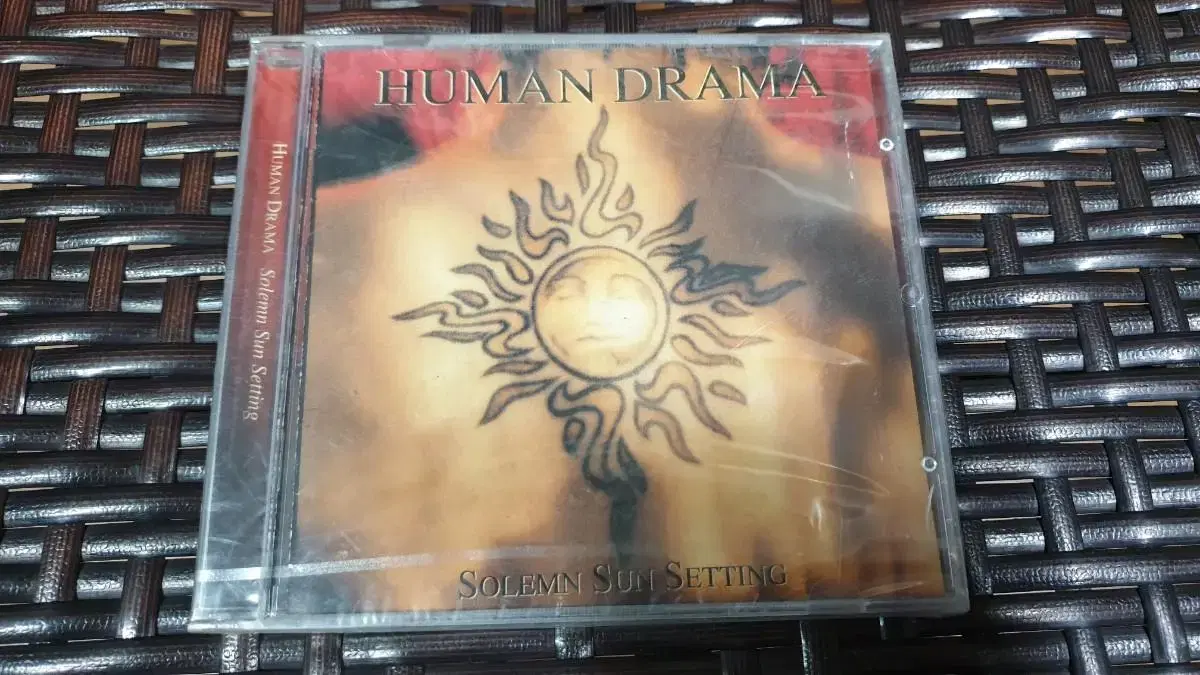 HUMAN DRAMA
HUMAN DRAMA Solemn Sun Setting
SOLEMN SUN SETTING